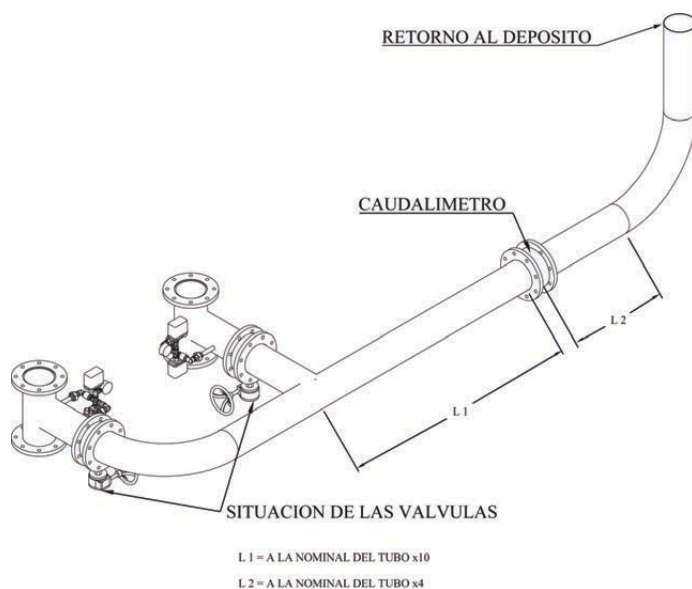 RETORNO AL DEPOSITO
CAUDALIMETRO
L 2
L 1
SITUACION DE LAS VALVULAS
L 1 = A LA NOMINAL DEL TUBO x10
L 2 = A LA NOMINAL DEL TUBO x4